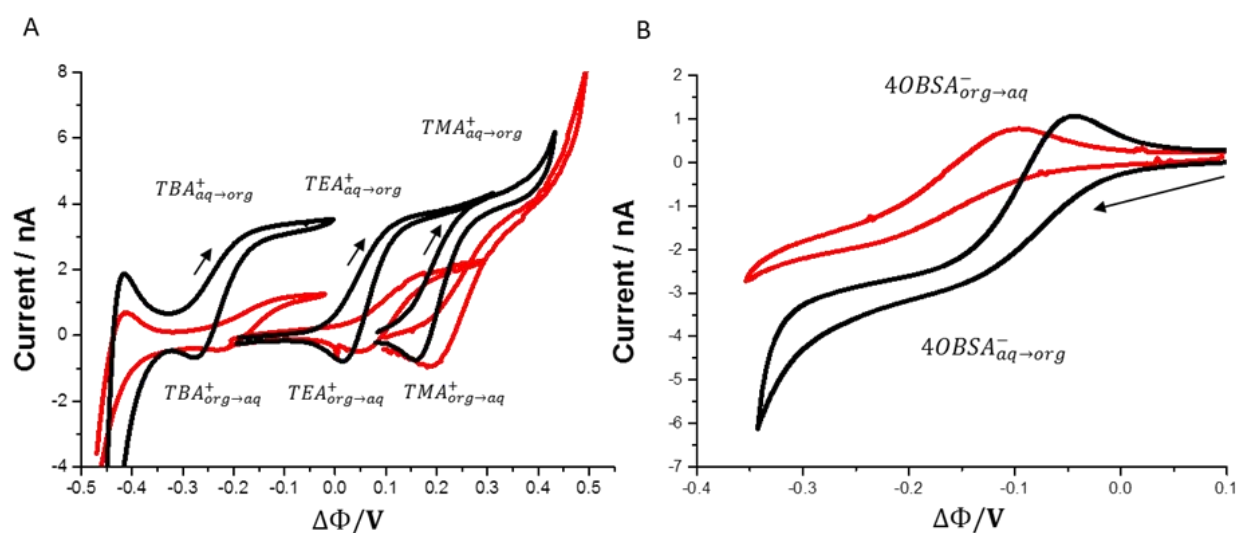 A
Current / nA
8
6
4
2
0
-2
-4
TBA⁺aq→org
TEA⁺aq→org
TMA⁺aq→org
TBA⁺org→aq
TEA⁺org→aq
TMA⁺org→aq
-0.5 -0.4 -0.3 -0.2 -0.1 0.0 0.1 0.2 0.3 0.4 0.5
ΔΦ/V
B
Current / nA
2
1
0
-1
-2
-3
-4
-5
-6
-7
4OBSA⁻org→aq
4OBSA⁻aq→org
-0.4 -0.3 -0.2 -0.1 0.0 0.1
ΔΦ/V